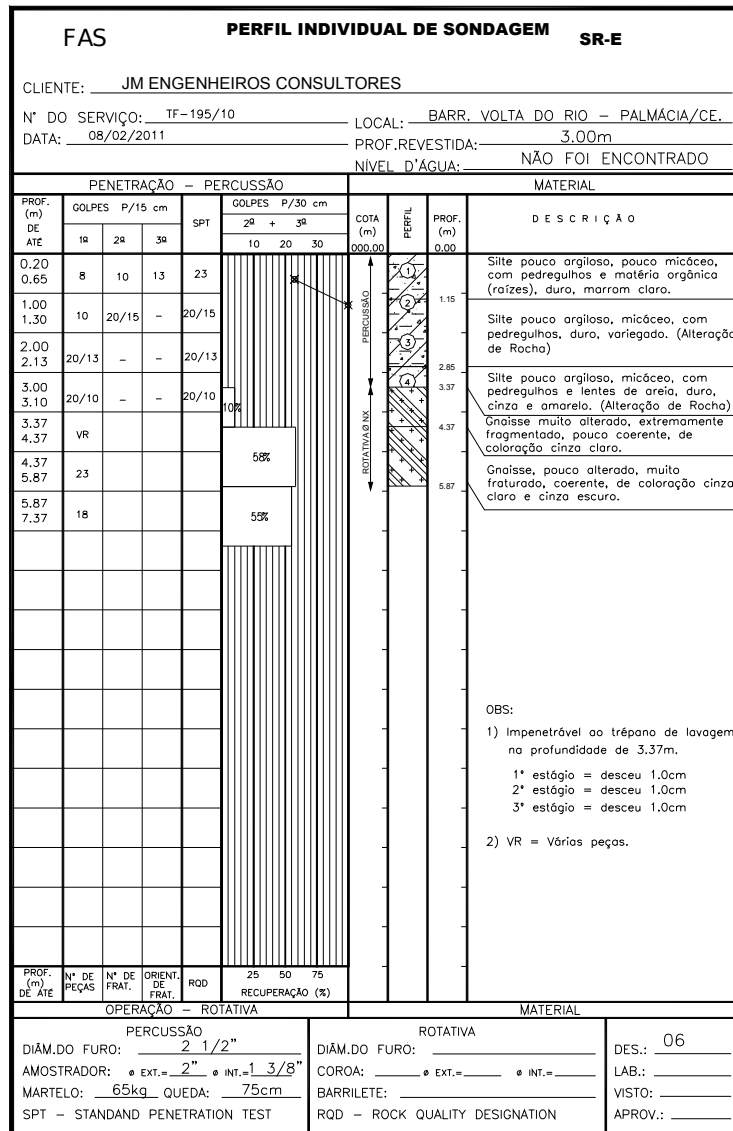 FAS
PERFIL INDIVIDUAL DE SONDAGEM
SR-E
CLIENTE: JM ENGENHEIROS CONSULTORES
N° DO SERVIÇO: TF-195/10
DATA: 08/02/2011
LOCAL: BARR. VOLTA DO RIO – PALMÁCIA/CE.
PROF.REVESTIDA: 3.00m
NÍVEL D'ÁGUA: NÃO FOI ENCONTRADO
PENETRAÇÃO – PERCUSSÃO
MATERIAL
PROF. (m) DE ATÉ
GOLPES P/15 cm
1ª 2ª 3ª
SPT
GOLPES P/30 cm
2ª + 3ª
10 20 30
COTA (m) 000.00
PERFIL
PROF. (m) 0.00
DESCRIÇÃO
0.20 0.65 8 10 13 23
1.00 1.30 10 20/15 – 20/15
2.00 2.13 20/13 – – 20/13
3.00 3.10 20/10 – – 20/10
10%
3.37 4.37 VR
4.37 5.87 23
58%
5.87 7.37 18
55%
PERCUSSÃO
ROTATIVA Ø NX
1
2
3
4
1.15
2.85
3.37
4.37
5.87
Silte pouco argiloso, pouco micáceo,
com pedregulhos e matéria orgânica
(raízes), duro, marrom claro.
Silte pouco argiloso, micáceo, com
pedregulhos, duro, variegado. (Alteração
de Rocha)
Silte pouco argiloso, micáceo, com
pedregulhos e lentes de areia, duro,
cinza e amarelo. (Alteração de Rocha)
Gnaisse muito alterado, extremamente
fragmentado, pouco coerente, de
coloração cinza claro.
Gnaisse, pouco alterado, muito
fraturado, coerente, de coloração cinza
claro e cinza escuro.
OBS:
1) Impenetrável ao trépano de lavagem
na profundidade de 3.37m.
1° estágio = desceu 1.0cm
2° estágio = desceu 1.0cm
3° estágio = desceu 1.0cm
2) VR = Várias peças.
PROF. (m) DE ATÉ
N° DE PEÇAS
N° DE FRAT.
ORIENT. DE FRAT.
RQD
25 50 75
RECUPERAÇÃO (%)
OPERAÇÃO – ROTATIVA
MATERIAL
PERCUSSÃO
DIÂM.DO FURO: 2 1/2"
AMOSTRADOR: ø EXT.= 2" ø INT.= 1 3/8"
MARTELO: 65kg QUEDA: 75cm
SPT – STANDAND PENETRATION TEST
ROTATIVA
DIÂM.DO FURO:
COROA: ø EXT.= ø INT.=
BARRILETE:
RQD – ROCK QUALITY DESIGNATION
DES.: 06
LAB.:
VISTO:
APROV.: